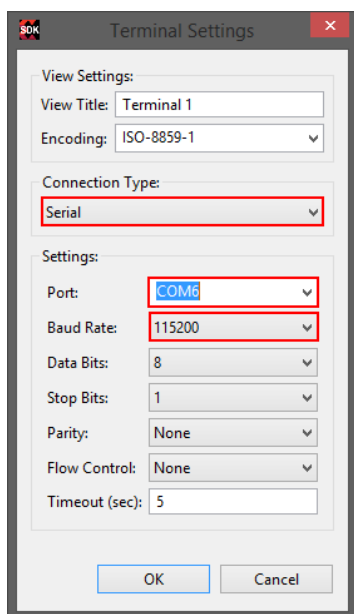 SDK Terminal Settings
View Settings:
View Title: Terminal 1
Encoding: ISO-8859-1
Connection Type:
Serial
Settings:
Port: COM6
Baud Rate: 115200
Data Bits: 8
Stop Bits: 1
Parity: None
Flow Control: None
Timeout (sec): 5
OK Cancel